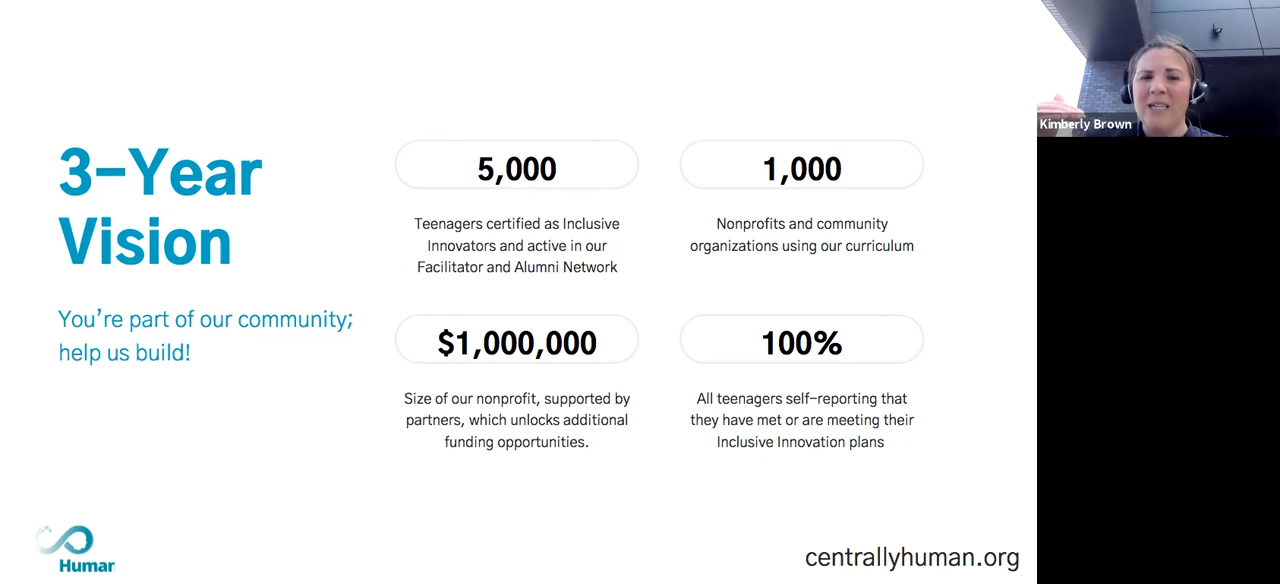 3-Year
Vision
You're part of our community;
help us build!
5,000
Teenagers certified as Inclusive
Innovators and active in our
Facilitator and Alumni Network
1,000
Nonprofits and community
organizations using our curriculum
$1,000,000
Size of our nonprofit, supported by
partners, which unlocks additional
funding opportunities.
100%
All teenagers self-reporting that
they have met or are meeting their
Inclusive Innovation plans
Human
centrallyhuman.org
Kimberly Brown